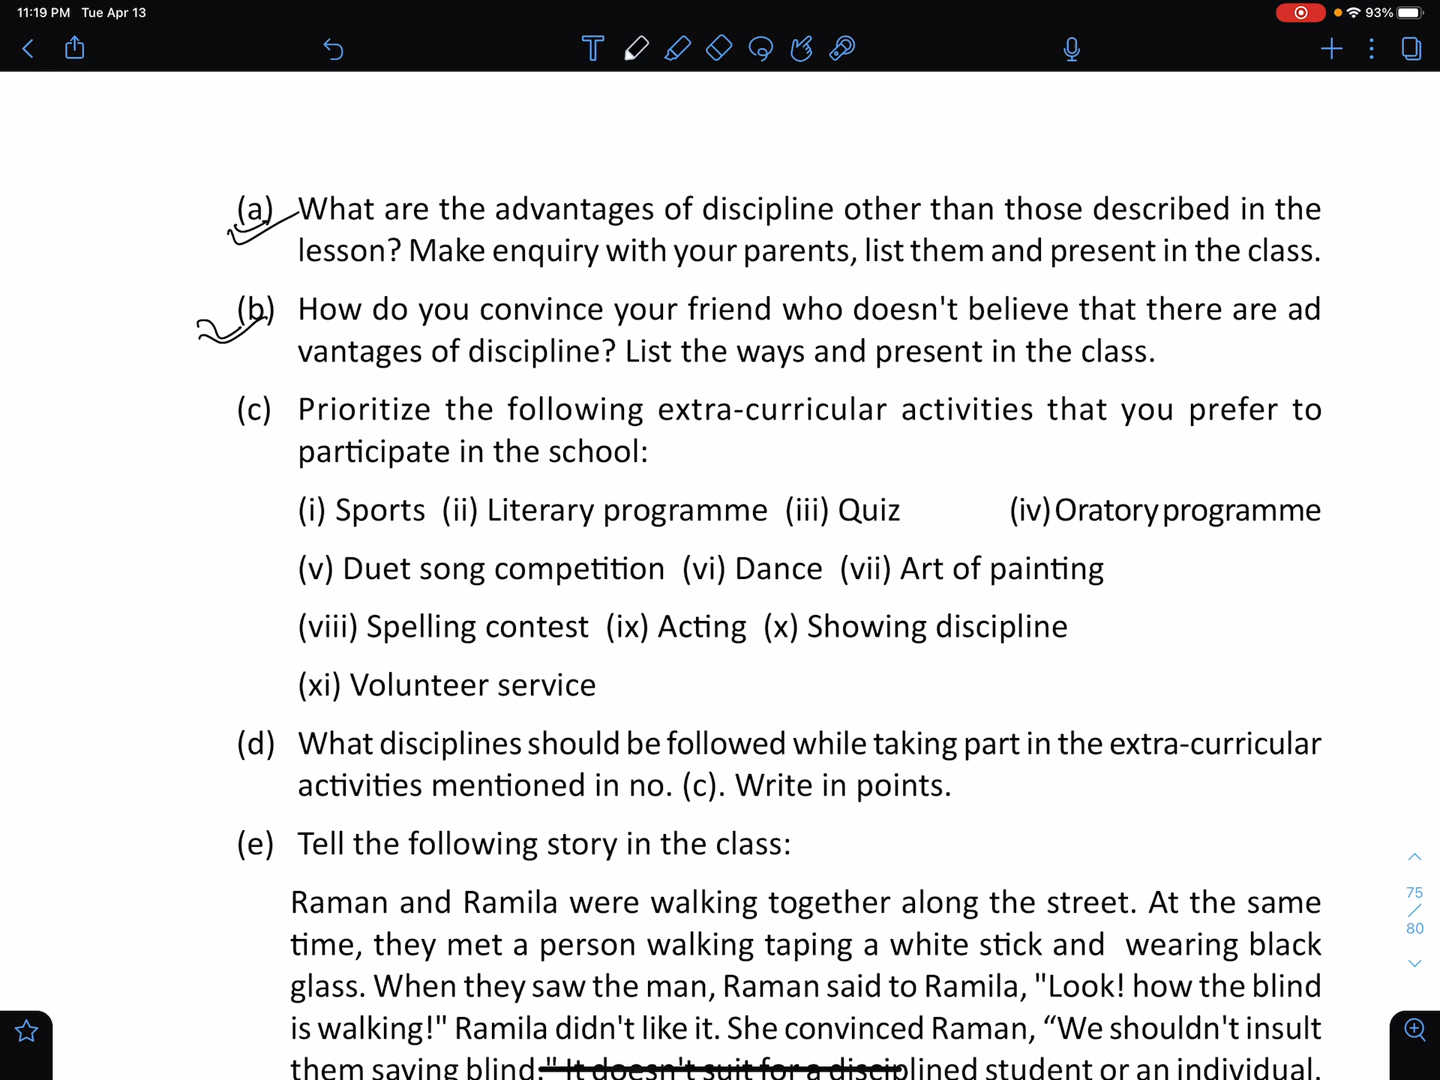 11:19 PM Tue Apr 13
93%
(a) What are the advantages of discipline other than those described in the
lesson? Make enquiry with your parents, list them and present in the class.
(b) How do you convince your friend who doesn't believe that there are ad
vantages of discipline? List the ways and present in the class.
(c) Prioritize the following extra-curricular activities that you prefer to
participate in the school:
(i) Sports (ii) Literary programme (iii) Quiz (iv) Oratory programme
(v) Duet song competition (vi) Dance (vii) Art of painting
(viii) Spelling contest (ix) Acting (x) Showing discipline
(xi) Volunteer service
(d) What disciplines should be followed while taking part in the extra-curricular
activities mentioned in no. (c). Write in points.
(e) Tell the following story in the class:
Raman and Ramila were walking together along the street. At the same
time, they met a person walking taping a white stick and wearing black
glass. When they saw the man, Raman said to Ramila, "Look! how the blind
is walking!" Ramila didn't like it. She convinced Raman, “We shouldn't insult
them saying blind." It doesn't suit for a disciplined student or an individual.
75
/
80